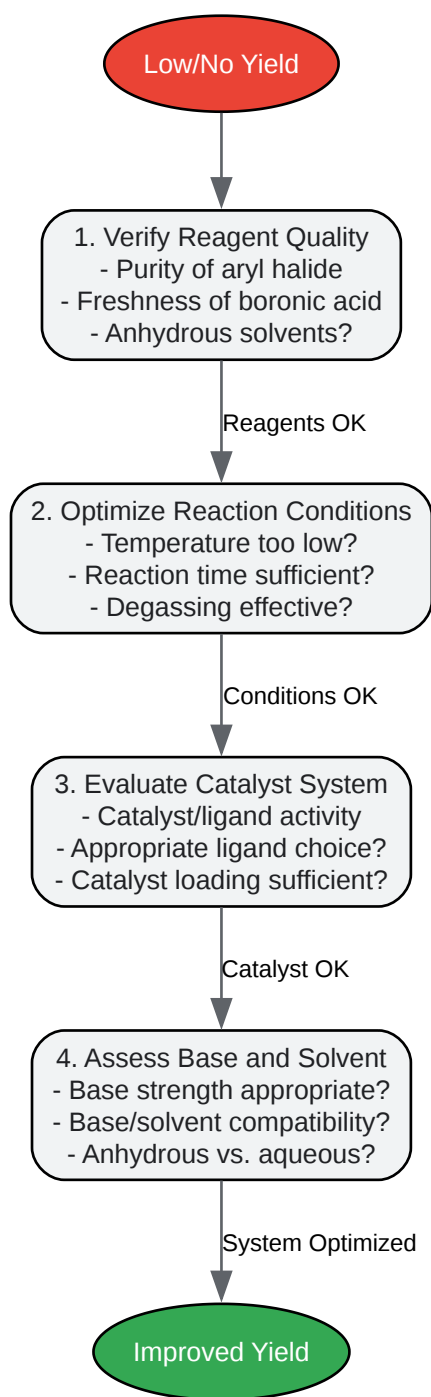 Low/No Yield
1. Verify Reagent Quality
- Purity of aryl halide
- Freshness of boronic acid
- Anhydrous solvents?
Reagents OK
2. Optimize Reaction Conditions
- Temperature too low?
- Reaction time sufficient?
- Degassing effective?
Conditions OK
3. Evaluate Catalyst System
- Catalyst/ligand activity
- Appropriate ligand choice?
- Catalyst loading sufficient?
Catalyst OK
4. Assess Base and Solvent
- Base strength appropriate?
- Base/solvent compatibility?
- Anhydrous vs. aqueous?
System Optimized
Improved Yield